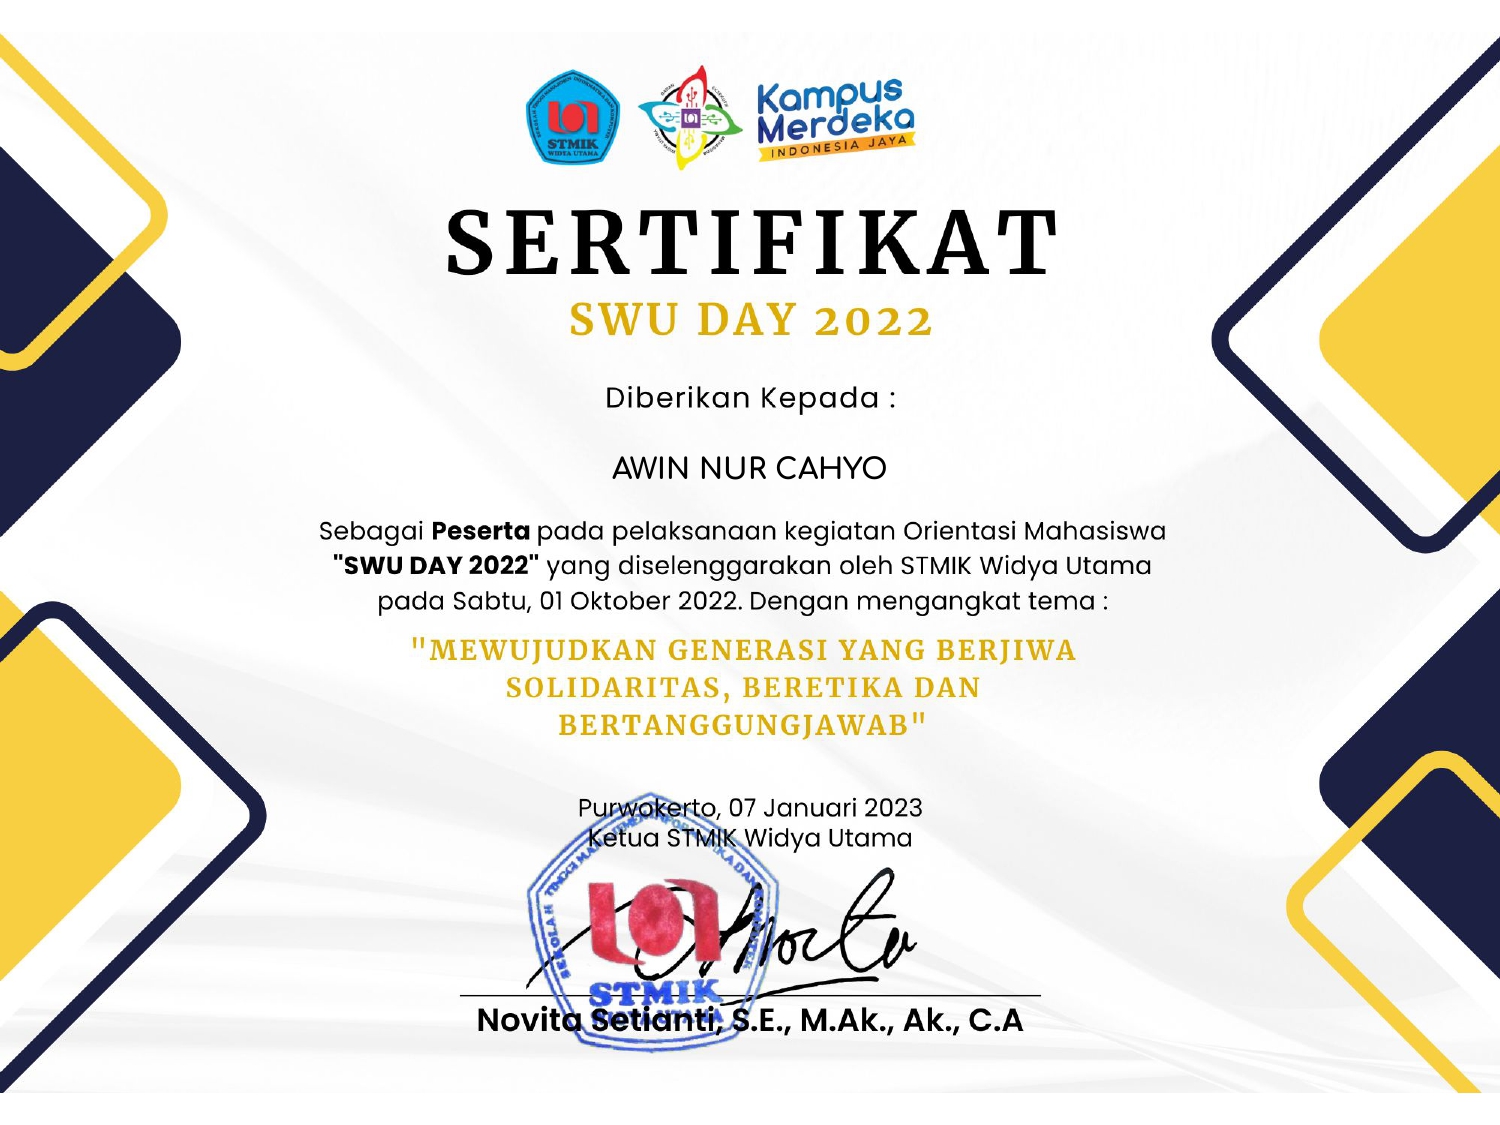 STMIK
WIDYA UTAMA
Kampus
Merdeka
INDONESIA JAYA
SERTIFIKAT
SWU DAY 2022
Diberikan Kepada :
AWIN NUR CAHYO
Sebagai Peserta pada pelaksanaan kegiatan Orientasi Mahasiswa
"SWU DAY 2022" yang diselenggarakan oleh STMIK Widya Utama
pada Sabtu, 01 Oktober 2022. Dengan mengangkat tema :
"MEWUJUDKAN GENERASI YANG BERJIWA
SOLIDARITAS, BERETIKA DAN
BERTANGGUNGJAWAB"
Purwokerto, 07 Januari 2023
Ketua STMIK Widya Utama
STMIK
Novita Setianti, S.E., M.Ak., Ak., C.A